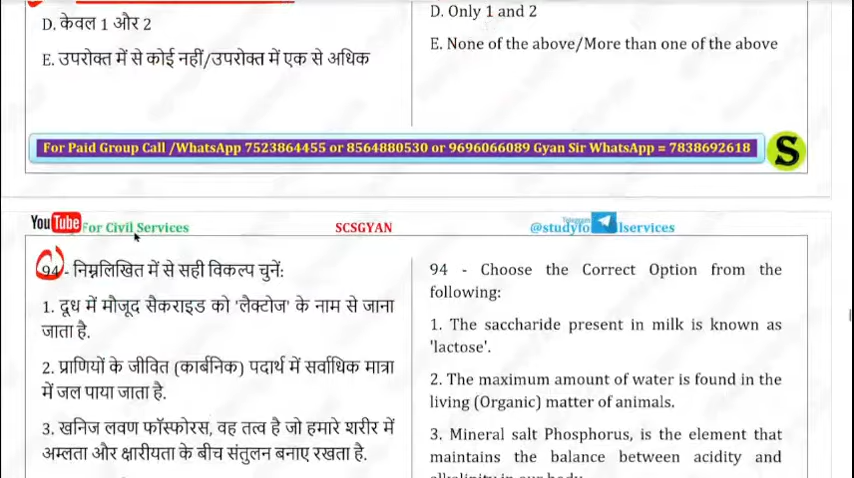 D. केवल 1 और 2
E. उपरोक्त में से कोई नहीं/उपरोक्त में एक से अधिक
D. Only 1 and 2
E. None of the above/More than one of the above
For Paid Group Call /WhatsApp 7523864455 or 8564880530 or 9696066089 Gyan Sir WhatsApp = 7838692618
S
YouTube For Civil Services
SCSGYAN
Telegram
@studyfo lservices
94 - निम्नलिखित में से सही विकल्प चुनें:
1. दूध में मौजूद सैकराइड को 'लैक्टोज' के नाम से जाना
जाता है.
2. प्राणियों के जीवित (कार्बनिक) पदार्थ में सर्वाधिक मात्रा
में जल पाया जाता है.
3. खनिज लवण फॉस्फोरस, वह तत्व है जो हमारे शरीर में
अम्लता और क्षारीयता के बीच संतुलन बनाए रखता है.
94 - Choose the Correct Option from the
following:
1. The saccharide present in milk is known as
'lactose'.
2. The maximum amount of water is found in the
living (Organic) matter of animals.
3. Mineral salt Phosphorus, is the element that
maintains the balance between acidity and
alkalinity in our body.